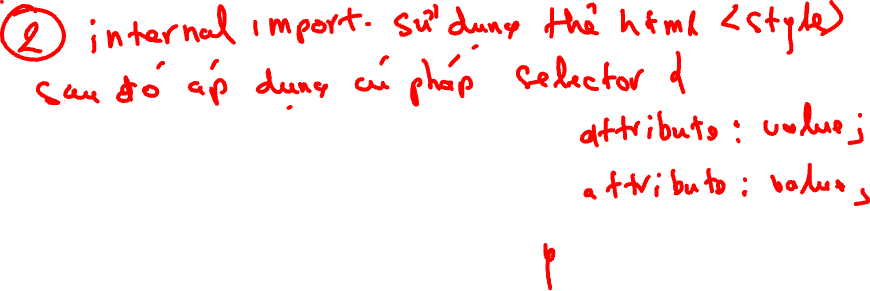 ② internal import. sử dụng thẻ html <style>
sau đó áp dụng cú pháp selector {
attribute : value ;
attribute : value ;
}